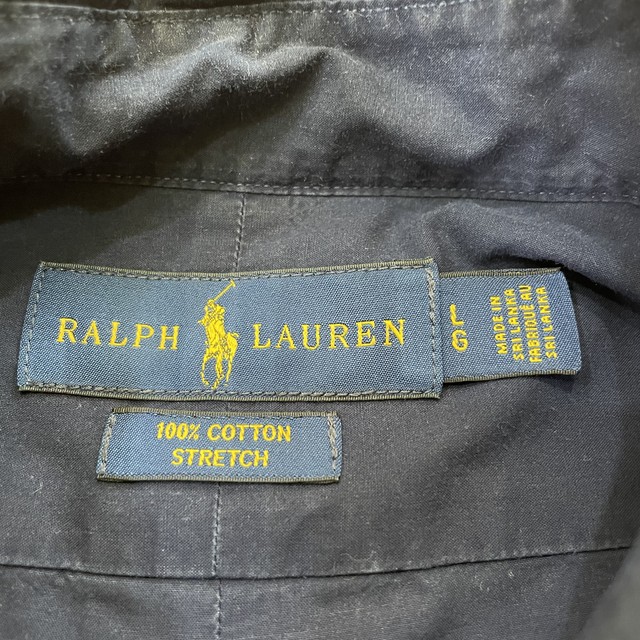 RALPH LAUREN
L
G
MADE IN
SRI LANKA
FABRIQUÉ AU
SRI LANKA
100% COTTON
STRETCH